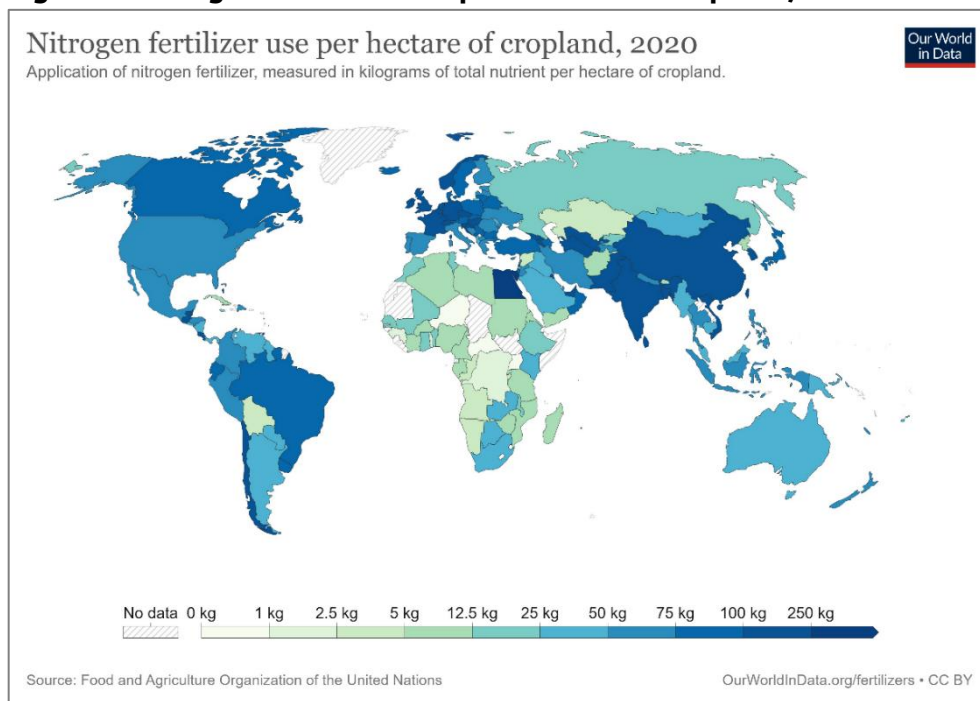 Nitrogen fertilizer use per hectare of cropland, 2020
Application of nitrogen fertilizer, measured in kilograms of total nutrient per hectare of cropland.
Our World
in Data
No data 0 kg 1 kg 2.5 kg 5 kg 12.5 kg 25 kg 50 kg 75 kg 100 kg 250 kg
Source: Food and Agriculture Organization of the United Nations
OurWorldInData.org/fertilizers • CC BY